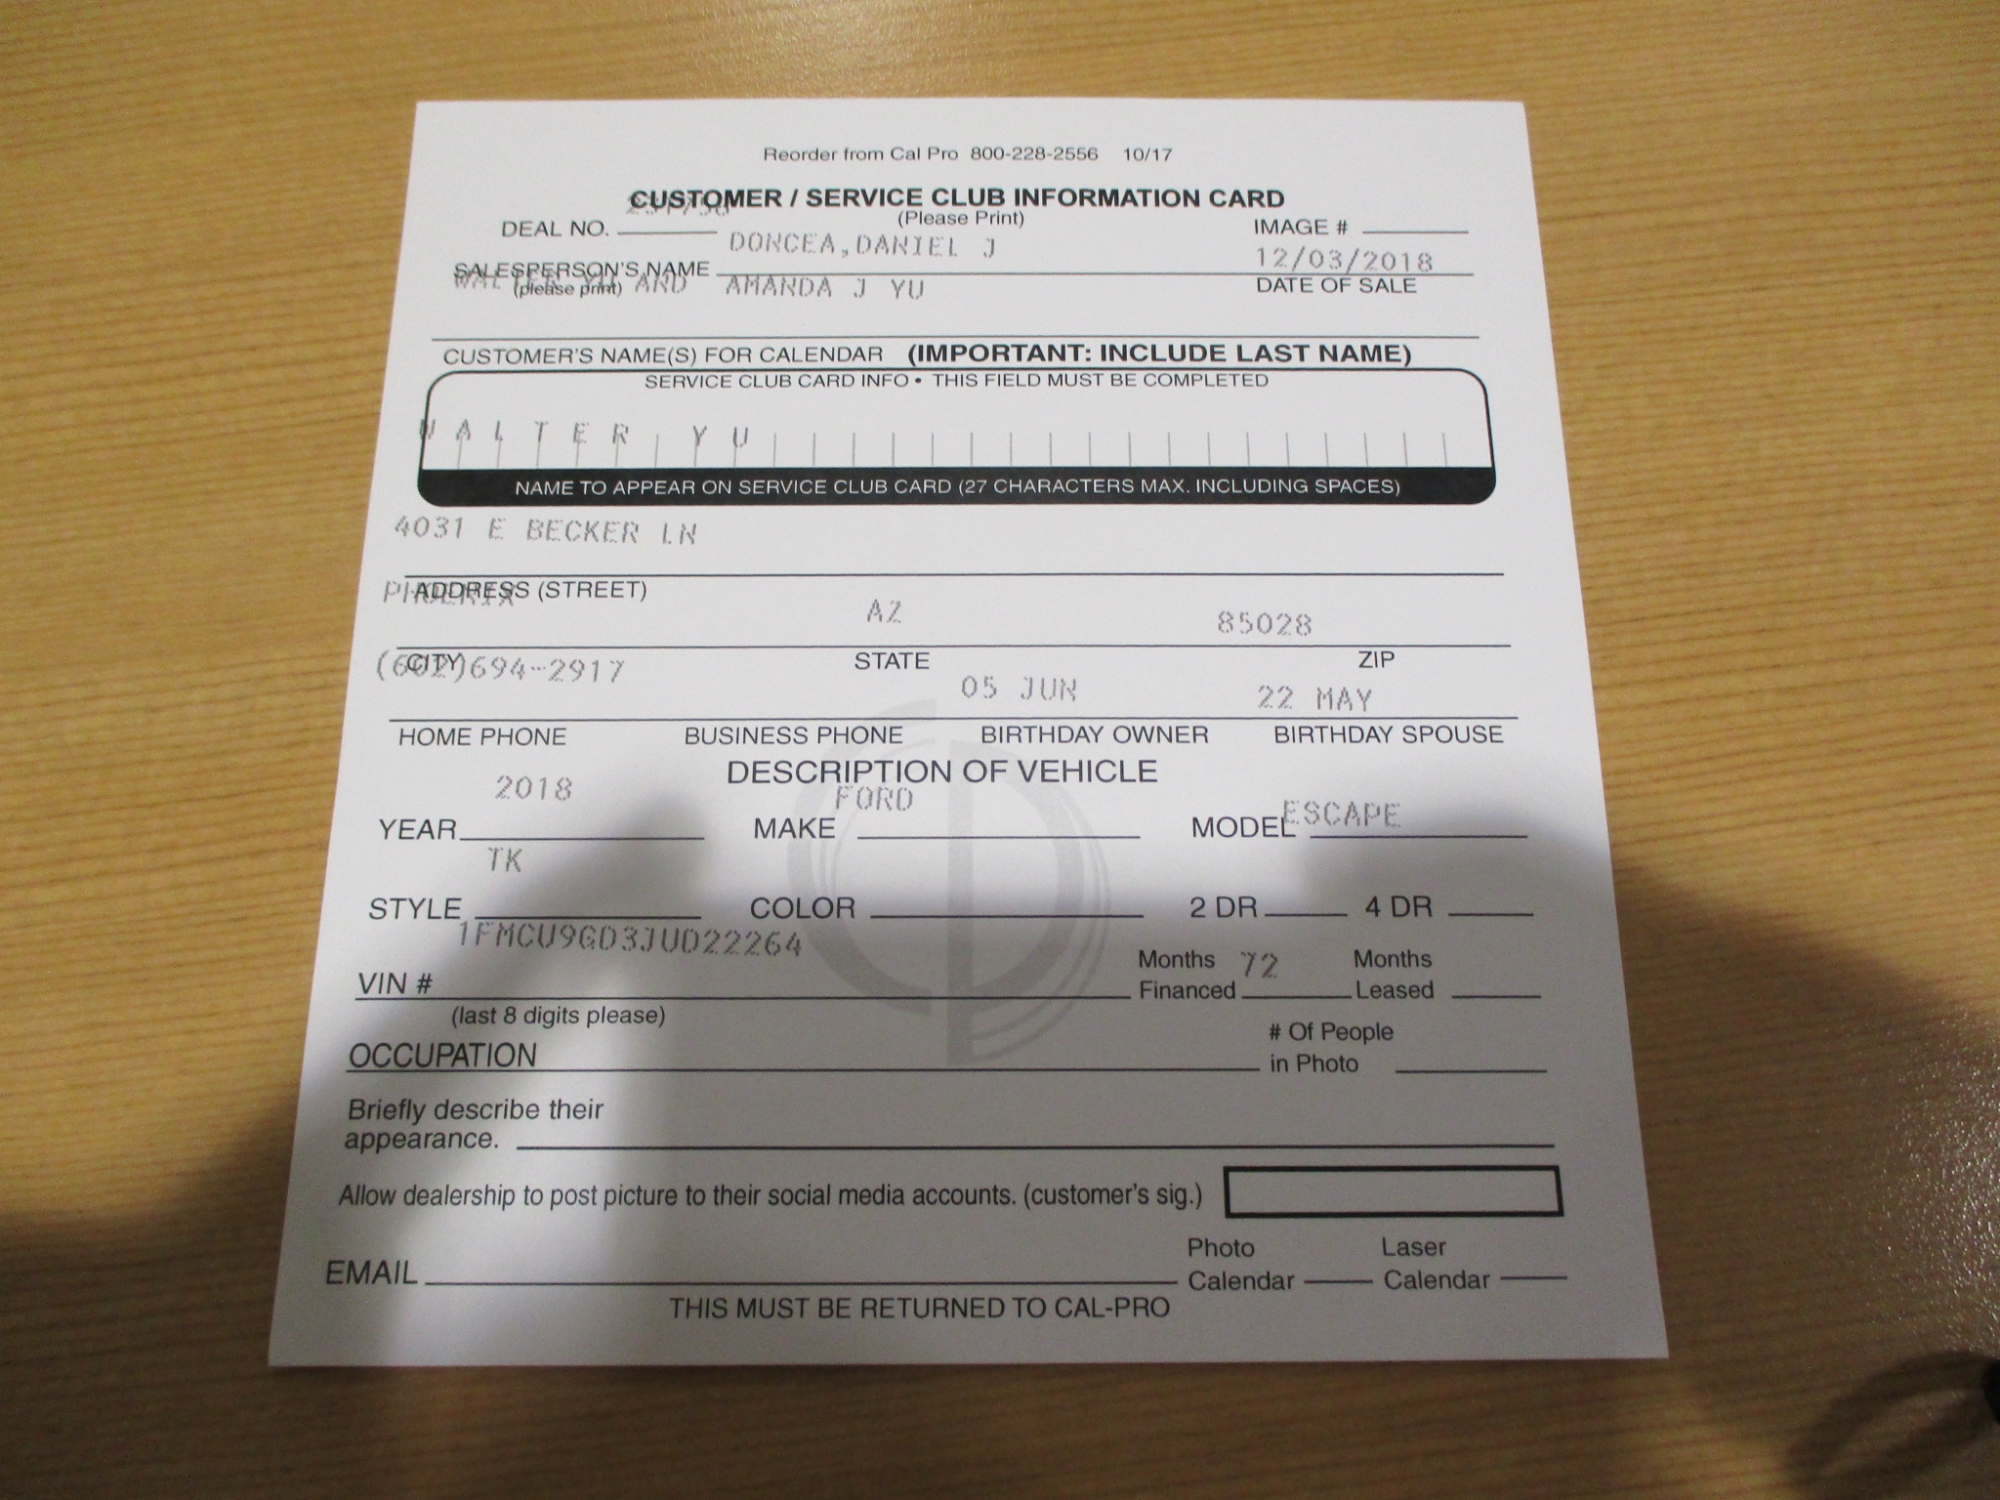 Reorder from Cal Pro 800-228-2556 10/17
CUSTOMER / SERVICE CLUB INFORMATION CARD
(Please Print)
DEAL NO. IMAGE #
DONCEA,DANIEL J 12/03/2018
SALESPERSON'S NAME DATE OF SALE
(please print)
WALTER YU AND AMANDA J YU
CUSTOMER'S NAME(S) FOR CALENDAR (IMPORTANT: INCLUDE LAST NAME)
SERVICE CLUB CARD INFO • THIS FIELD MUST BE COMPLETED
WALTER YU
NAME TO APPEAR ON SERVICE CLUB CARD (27 CHARACTERS MAX. INCLUDING SPACES)
4031 E BECKER LN
ADDRESS (STREET)
PHOENIX AZ 85028
CITY STATE ZIP
(602)694-2917 05 JUN 22 MAY
HOME PHONE BUSINESS PHONE BIRTHDAY OWNER BIRTHDAY SPOUSE
DESCRIPTION OF VEHICLE
2018 FORD ESCAPE
YEAR MAKE MODEL
TK
STYLE COLOR 2 DR 4 DR
1FMCU9GD3JUD22264
VIN # Months Financed 72 Months Leased
(last 8 digits please)
OCCUPATION # Of People in Photo
Briefly describe their
appearance.
Allow dealership to post picture to their social media accounts. (customer's sig.)
EMAIL Photo Calendar Laser Calendar
THIS MUST BE RETURNED TO CAL-PRO